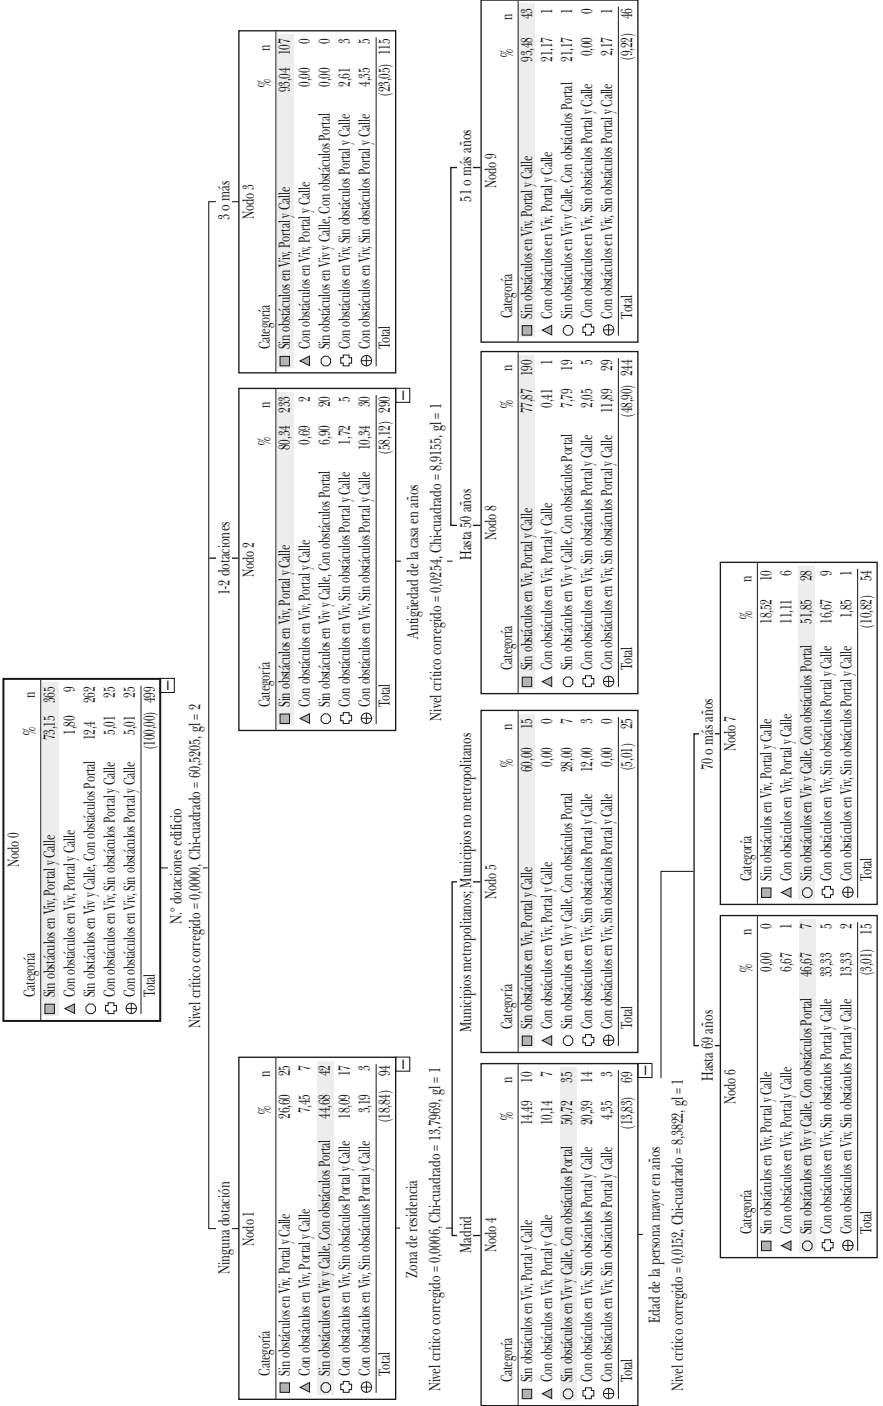 Nodo 0
Categoría % n
Sin obstáculos en Viv, Portal y Calle 73,15 365
Con obstáculos en Viv, Portal y Calle 1,80 9
Sin obstáculos en Viv y Calle, Con obstáculos Portal 12,4 262
Con obstáculos en Viv, Sin obstáculos Portal y Calle 5,01 25
Con obstáculos en Viv, Sin obstáculos Portal y Calle 5,01 25
Total (100,00) 499
N.º dotaciones edificio
Nivel crítico corregido = 0,0000, Chi-cuadrado = 60,5205, gl = 2
Ninguna dotación
Nodo 1
Categoría % n
Sin obstáculos en Viv, Portal y Calle 26,60 25
Con obstáculos en Viv, Portal y Calle 7,45 7
Sin obstáculos en Viv y Calle, Con obstáculos Portal 44,68 42
Con obstáculos en Viv, Sin obstáculos Portal y Calle 18,09 17
Con obstáculos en Viv, Sin obstáculos Portal y Calle 3,19 3
Total (18,84) 94
1-2 dotaciones
Nodo 2
Categoría % n
Sin obstáculos en Viv, Portal y Calle 80,34 233
Con obstáculos en Viv, Portal y Calle 0,69 2
Sin obstáculos en Viv y Calle, Con obstáculos Portal 6,90 20
Con obstáculos en Viv, Sin obstáculos Portal y Calle 1,72 5
Con obstáculos en Viv, Sin obstáculos Portal y Calle 10,34 30
Total (58,12) 290
3 o más
Nodo 3
Categoría % n
Sin obstáculos en Viv, Portal y Calle 93,04 107
Con obstáculos en Viv, Portal y Calle 0,00 0
Sin obstáculos en Viv y Calle, Con obstáculos Portal 0,00 0
Con obstáculos en Viv, Sin obstáculos Portal y Calle 2,61 3
Con obstáculos en Viv, Sin obstáculos Portal y Calle 4,35 5
Total (23,05) 115
Zona de residencia
Nivel crítico corregido = 0,0006, Chi-cuadrado = 13,7969, gl = 1
Antigüedad de la casa en años
Nivel crítico corregido = 0,0254, Chi-cuadrado = 8,9155, gl = 1
Madrid
Nodo 4
Categoría % n
Sin obstáculos en Viv, Portal y Calle 14,49 10
Con obstáculos en Viv, Portal y Calle 10,14 7
Sin obstáculos en Viv y Calle, Con obstáculos Portal 50,72 35
Con obstáculos en Viv, Sin obstáculos Portal y Calle 20,39 14
Con obstáculos en Viv, Sin obstáculos Portal y Calle 4,35 3
Total (13,83) 69
Municipios metropolitanos; Municipios no metropolitanos
Nodo 5
Categoría % n
Sin obstáculos en Viv, Portal y Calle 60,00 15
Con obstáculos en Viv, Portal y Calle 0,00 0
Sin obstáculos en Viv y Calle, Con obstáculos Portal 28,00 7
Con obstáculos en Viv, Sin obstáculos Portal y Calle 12,00 3
Con obstáculos en Viv, Sin obstáculos Portal y Calle 0,00 0
Total (5,01) 25
Hasta 50 años
Nodo 8
Categoría % n
Sin obstáculos en Viv, Portal y Calle 77,87 190
Con obstáculos en Viv, Portal y Calle 0,41 1
Sin obstáculos en Viv y Calle, Con obstáculos Portal 7,79 19
Con obstáculos en Viv, Sin obstáculos Portal y Calle 2,05 5
Con obstáculos en Viv, Sin obstáculos Portal y Calle 11,89 29
Total (48,90) 244
51 o más años
Nodo 9
Categoría % n
Sin obstáculos en Viv, Portal y Calle 93,48 43
Con obstáculos en Viv, Portal y Calle 21,17 1
Sin obstáculos en Viv y Calle, Con obstáculos Portal 21,17 1
Con obstáculos en Viv, Sin obstáculos Portal y Calle 0,00 0
Con obstáculos en Viv, Sin obstáculos Portal y Calle 2,17 1
Total (9,22) 46
Edad de la persona mayor en años
Nivel crítico corregido = 0,0152, Chi-cuadrado = 8,3822, gl = 1
Hasta 69 años
Nodo 6
Categoría % n
Sin obstáculos en Viv, Portal y Calle 0,00 0
Con obstáculos en Viv, Portal y Calle 6,67 1
Sin obstáculos en Viv y Calle, Con obstáculos Portal 46,67 7
Con obstáculos en Viv, Sin obstáculos Portal y Calle 33,33 5
Con obstáculos en Viv, Sin obstáculos Portal y Calle 13,33 2
Total (3,01) 15
70 o más años
Nodo 7
Categoría % n
Sin obstáculos en Viv, Portal y Calle 18,52 10
Con obstáculos en Viv, Portal y Calle 11,11 6
Sin obstáculos en Viv y Calle, Con obstáculos Portal 51,85 28
Con obstáculos en Viv, Sin obstáculos Portal y Calle 16,67 9
Con obstáculos en Viv, Sin obstáculos Portal y Calle 1,85 1
Total (10,82) 54